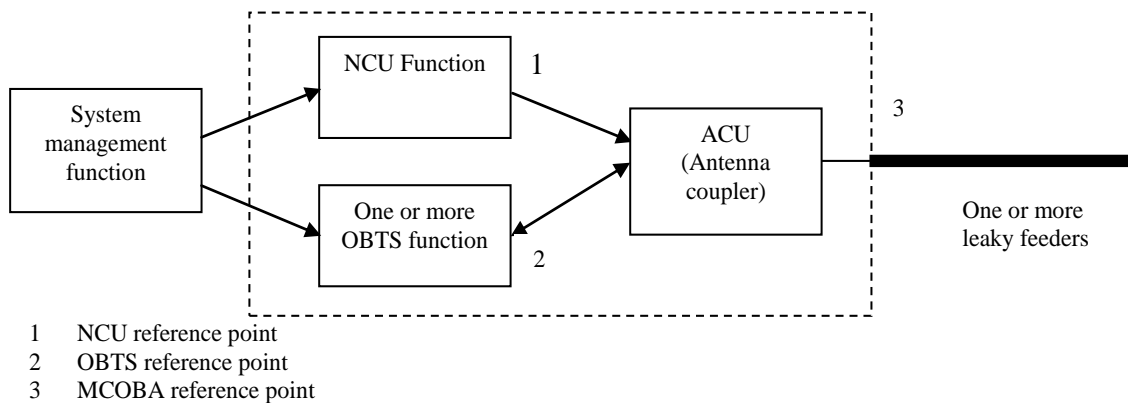 NCU Function
1
System
management
function
ACU
(Antenna
coupler)
3
One or more
OBTS function
2
One or more
leaky feeders
1 NCU reference point
2 OBTS reference point
3 MCOBA reference point